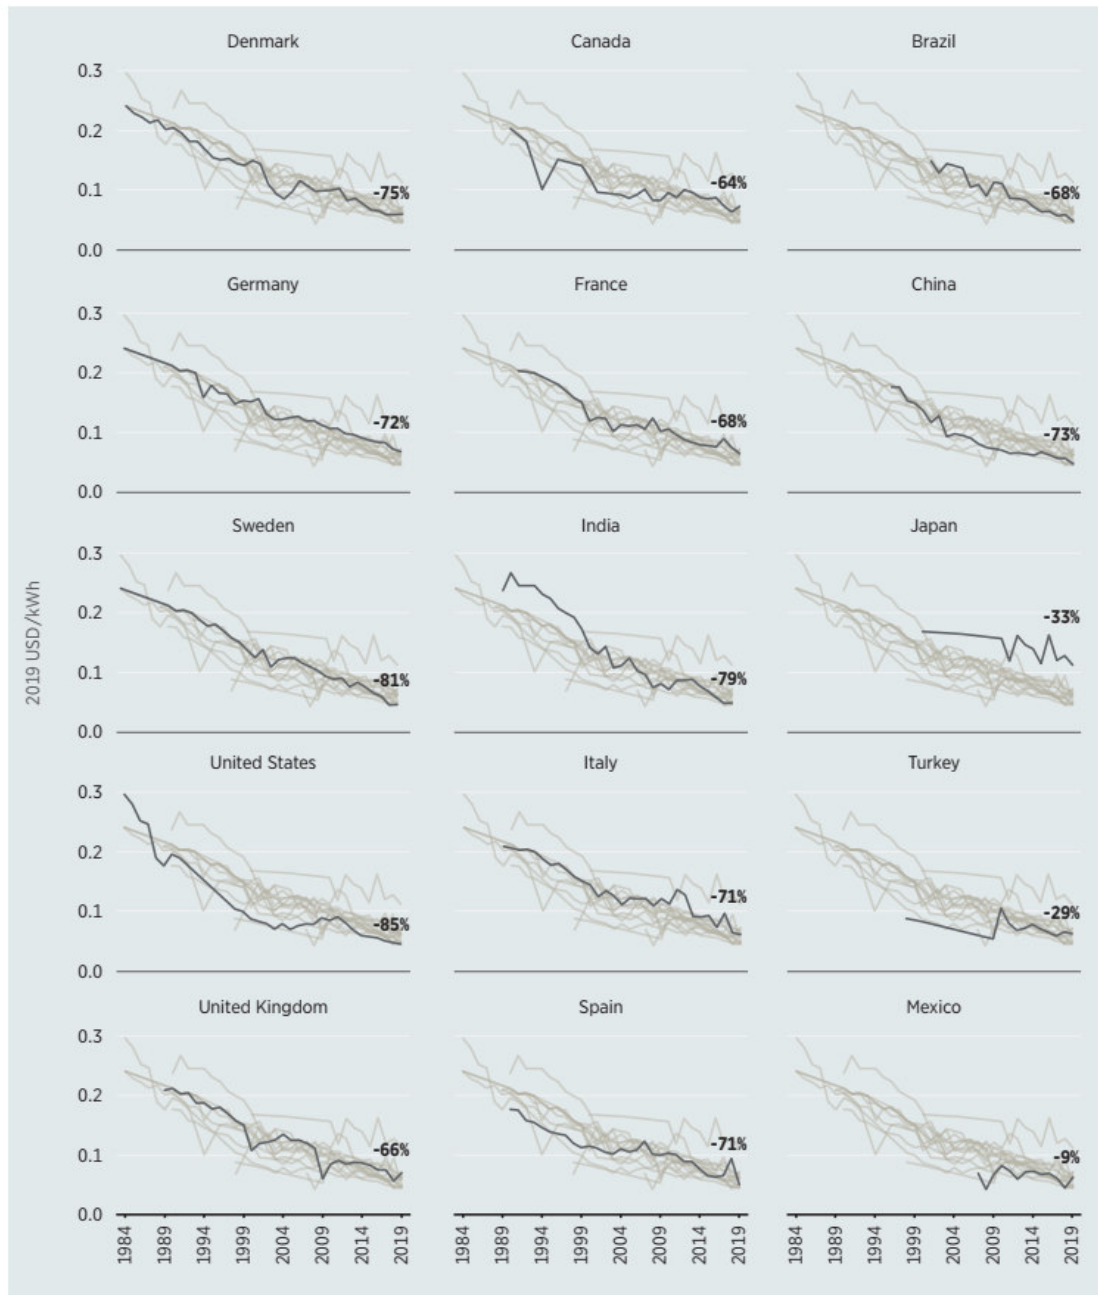 Denmark
Canada
Brazil
0.3
0.2
0.1
0.0
-75%
-64%
-68%
Germany
France
China
0.3
0.2
0.1
0.0
-72%
-68%
-73%
Sweden
India
Japan
0.3
0.2
0.1
0.0
-81%
-79%
-33%
2019 USD/kWh
United States
Italy
Turkey
0.3
0.2
0.1
0.0
-85%
-71%
-29%
United Kingdom
Spain
Mexico
0.3
0.2
0.1
0.0
-66%
-71%
-9%
1984 1989 1994 1999 2004 2009 2014 2019
1984 1989 1994 1999 2004 2009 2014 2019
1984 1989 1994 1999 2004 2009 2014 2019